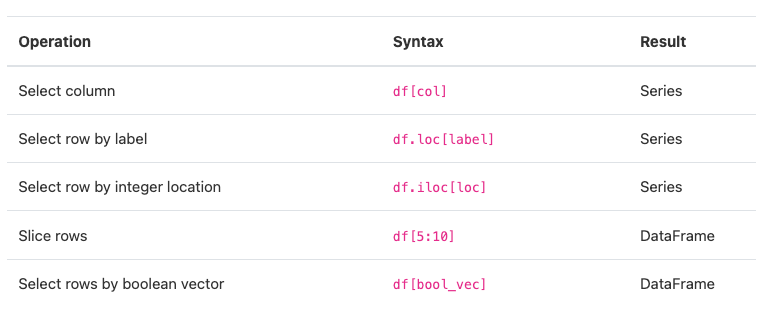 Operation Syntax Result
Select column df[col] Series
Select row by label df.loc[label] Series
Select row by integer location df.iloc[loc] Series
Slice rows df[5:10] DataFrame
Select rows by boolean vector df[bool_vec] DataFrame